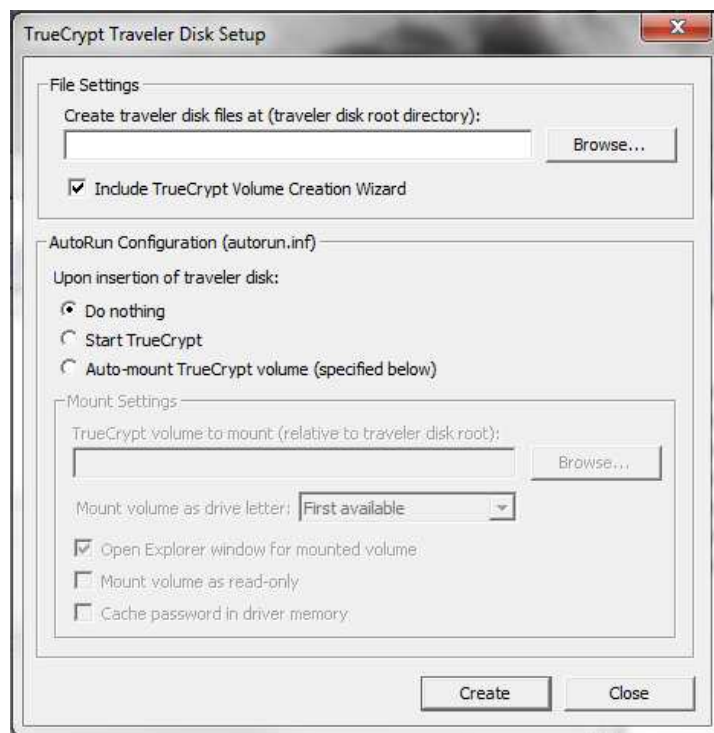 TrueCrypt Traveler Disk Setup
File Settings
Create traveler disk files at (traveler disk root directory):
Browse...
Include TrueCrypt Volume Creation Wizard
AutoRun Configuration (autorun.inf)
Upon insertion of traveler disk:
Do nothing
Start TrueCrypt
Auto-mount TrueCrypt volume (specified below)
Mount Settings
TrueCrypt volume to mount (relative to traveler disk root):
Browse...
Mount volume as drive letter: First available
Open Explorer window for mounted volume
Mount volume as read-only
Cache password in driver memory
Create Close